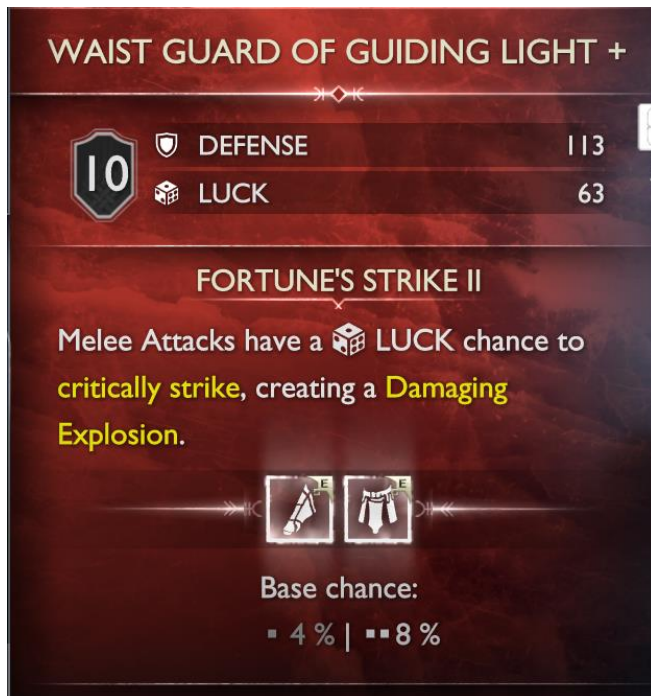 WAIST GUARD OF GUIDING LIGHT +
10
DEFENSE 113
LUCK 63
FORTUNE'S STRIKE II
Melee Attacks have a LUCK chance to
critically strike, creating a Damaging
Explosion.
E E
Base chance:
▪ 4 % | ▪▪ 8 %